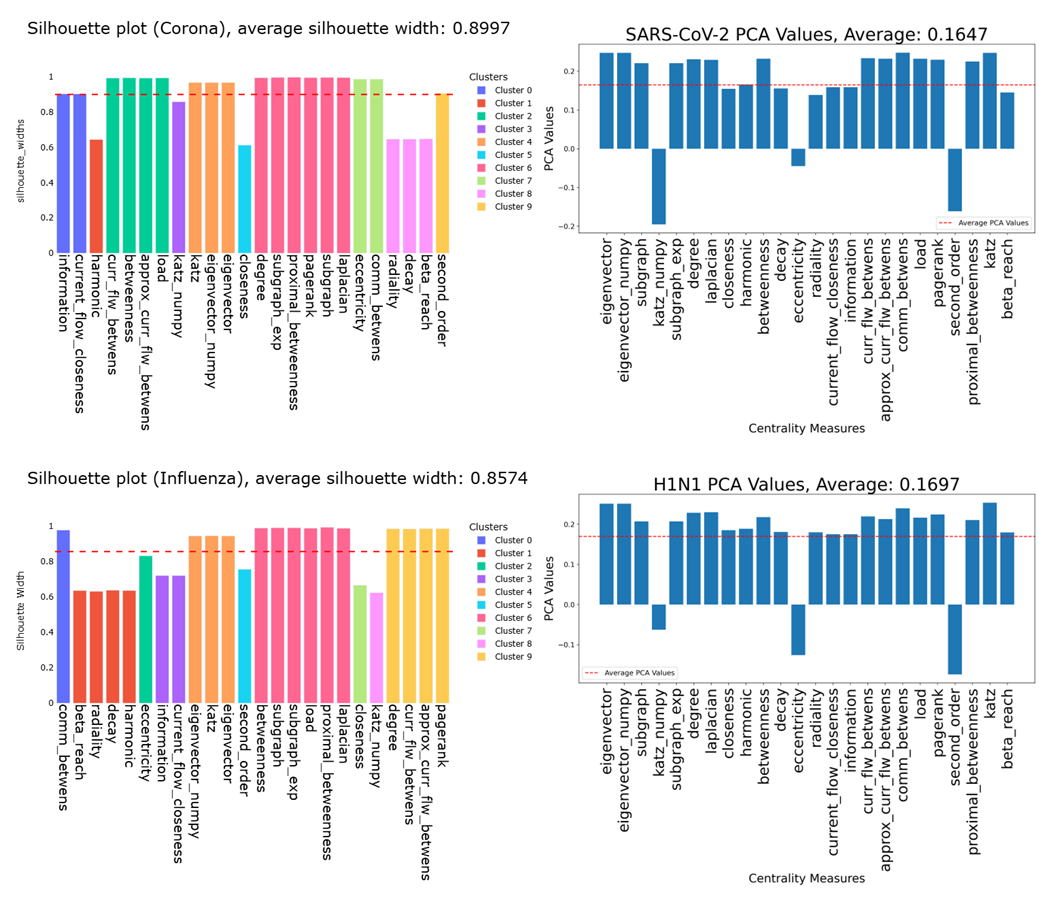 Silhouette plot (Corona), average silhouette width: 0.8997
silhouette_widths
1
0.8
0.6
0.4
0.2
0
information
current_flow_closeness
harmonic
curr_flw_betwens
betweenness
approx_curr_flw_betwens
load
katz_numpy
katz
eigenvector_numpy
eigenvector
closeness
degree
subgraph_exp
proximal_betweenness
pagerank
subgraph
laplacian
eccentricity
comm_betwens
radiality
decay
beta_reach
second_order
Clusters
Cluster 0
Cluster 1
Cluster 2
Cluster 3
Cluster 4
Cluster 5
Cluster 6
Cluster 7
Cluster 8
Cluster 9
SARS-CoV-2 PCA Values, Average: 0.1647
PCA Values
0.2
0.1
0.0
−0.1
−0.2
Average PCA Values
eigenvector
eigenvector_numpy
subgraph
katz_numpy
subgraph_exp
degree
laplacian
closeness
harmonic
betweenness
decay
eccentricity
radiality
current_flow_closeness
information
curr_flw_betwens
approx_curr_flw_betwens
comm_betwens
load
pagerank
second_order
proximal_betweenness
katz
beta_reach
Centrality Measures
Silhouette plot (Influenza), average silhouette width: 0.8574
Silhouette Width
1
0.8
0.6
0.4
0.2
0
comm_betwens
beta_reach
radiality
decay
harmonic
eccentricity
information
current_flow_closeness
eigenvector_numpy
katz
eigenvector
second_order
betweenness
subgraph
subgraph_exp
load
proximal_betweenness
laplacian
closeness
katz_numpy
degree
curr_flw_betwens
approx_curr_flw_betwens
pagerank
Clusters
Cluster 0
Cluster 1
Cluster 2
Cluster 3
Cluster 4
Cluster 5
Cluster 6
Cluster 7
Cluster 8
Cluster 9
H1N1 PCA Values, Average: 0.1697
PCA Values
0.2
0.1
0.0
−0.1
Average PCA Values
eigenvector
eigenvector_numpy
subgraph
katz_numpy
subgraph_exp
degree
laplacian
closeness
harmonic
betweenness
decay
eccentricity
radiality
current_flow_closeness
information
curr_flw_betwens
approx_curr_flw_betwens
comm_betwens
load
pagerank
second_order
proximal_betweenness
katz
beta_reach
Centrality Measures